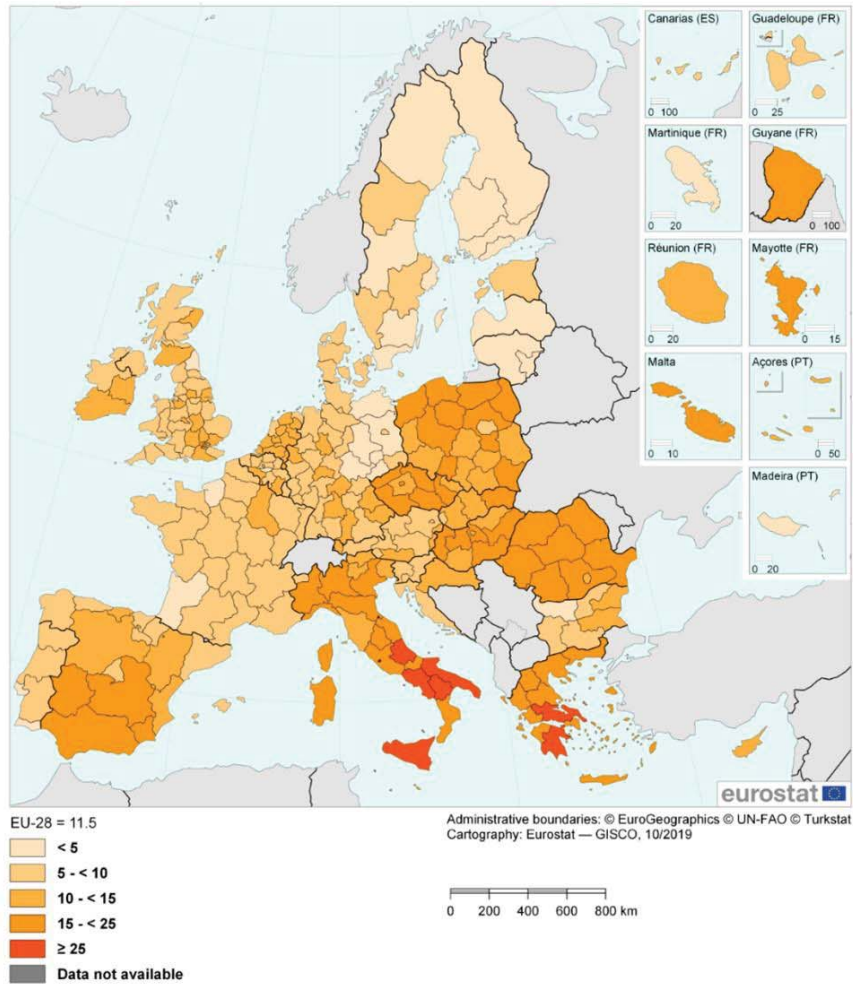 Canarias (ES)
0 100
Guadeloupe (FR)
0 25
Martinique (FR)
0 20
Guyane (FR)
0 100
Réunion (FR)
0 20
Mayotte (FR)
0 15
Malta
0 10
Açores (PT)
0 50
Madeira (PT)
0 20
eurostat
EU-28 = 11.5
Administrative boundaries: © EuroGeographics © UN-FAO © Turkstat
Cartography: Eurostat — GISCO, 10/2019
< 5
5 - < 10
10 - < 15
15 - < 25
≥ 25
Data not available
0 200 400 600 800 km